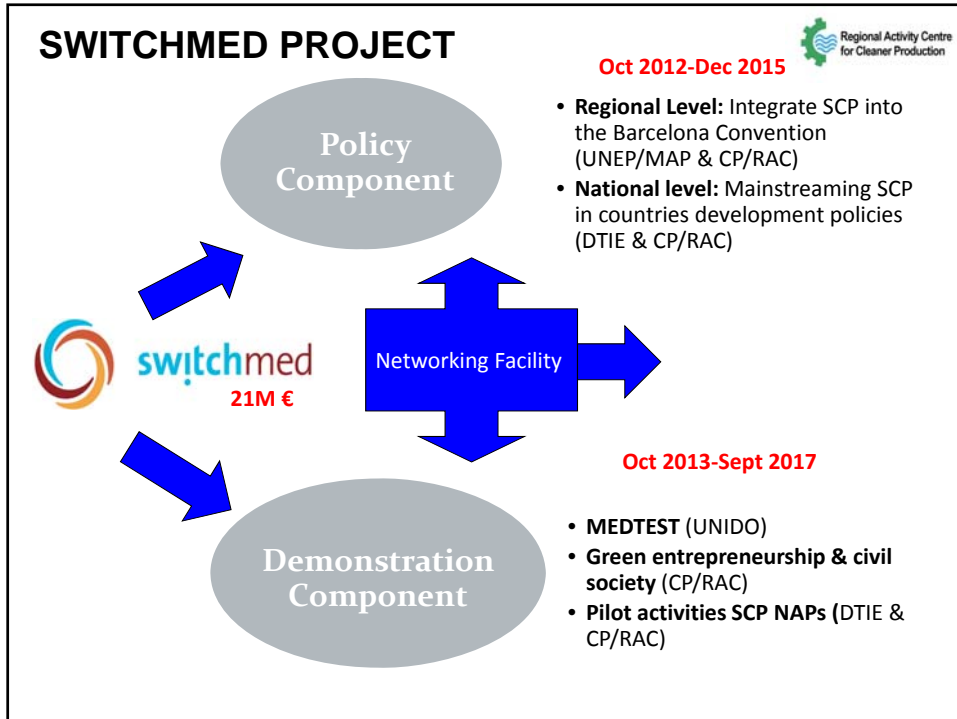 SWITCHMED PROJECT
Regional Activity Centre
for Cleaner Production
Oct 2012-Dec 2015
Policy
Component
• Regional Level: Integrate SCP into
the Barcelona Convention
(UNEP/MAP & CP/RAC)
• National level: Mainstreaming SCP
in countries development policies
(DTIE & CP/RAC)
switchmed
21M €
Networking Facility
Oct 2013-Sept 2017
Demonstration
Component
• MEDTEST (UNIDO)
• Green entrepreneurship & civil
society (CP/RAC)
• Pilot activities SCP NAPs (DTIE &
CP/RAC)